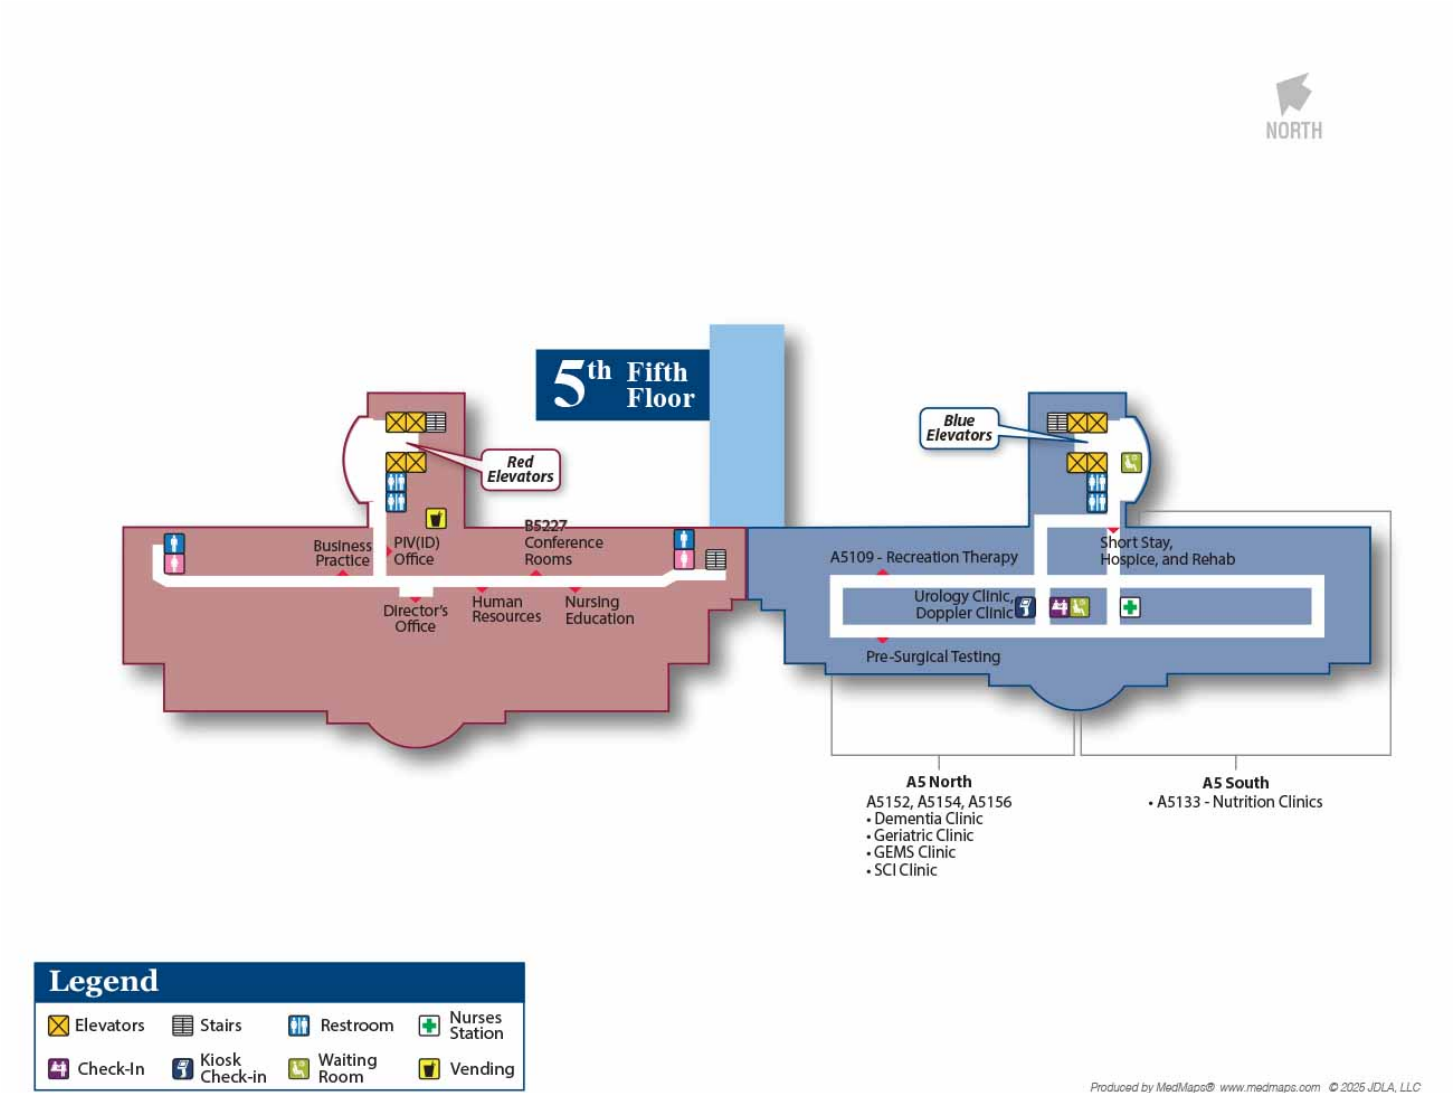 NORTH
5th Fifth
Floor
Blue
Elevators
Red
Elevators
B5227
Conference
Rooms
Business
Practice
PIV(ID)
Office
Short Stay,
Hospice, and Rehab
A5109 - Recreation Therapy
Director's
Office
Human
Resources
Nursing
Education
Urology Clinic,
Doppler Clinic
Pre-Surgical Testing
A5 North
A5152, A5154, A5156
• Dementia Clinic
• Geriatric Clinic
• GEMS Clinic
• SCI Clinic
A5 South
• A5133 - Nutrition Clinics
Legend
Elevators
Stairs
Restroom
Nurses
Station
Check-In
Kiosk
Check-in
Waiting
Room
Vending
Produced by MedMaps® www.medmaps.com © 2025 JDLA, LLC